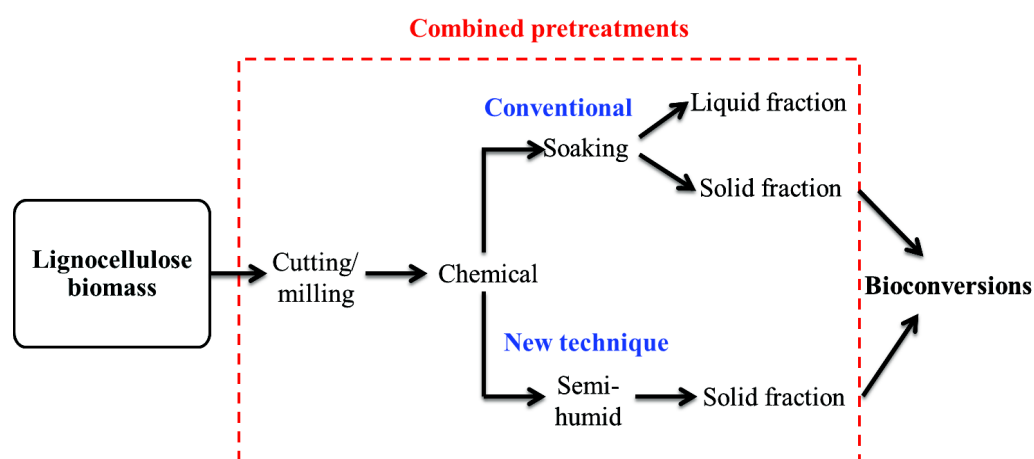 Combined pretreatments
Conventional
Liquid fraction
Soaking
Solid fraction
Lignocellulose
biomass
Cutting/
milling
Chemical
Bioconversions
New technique
Semi-
humid
Solid fraction